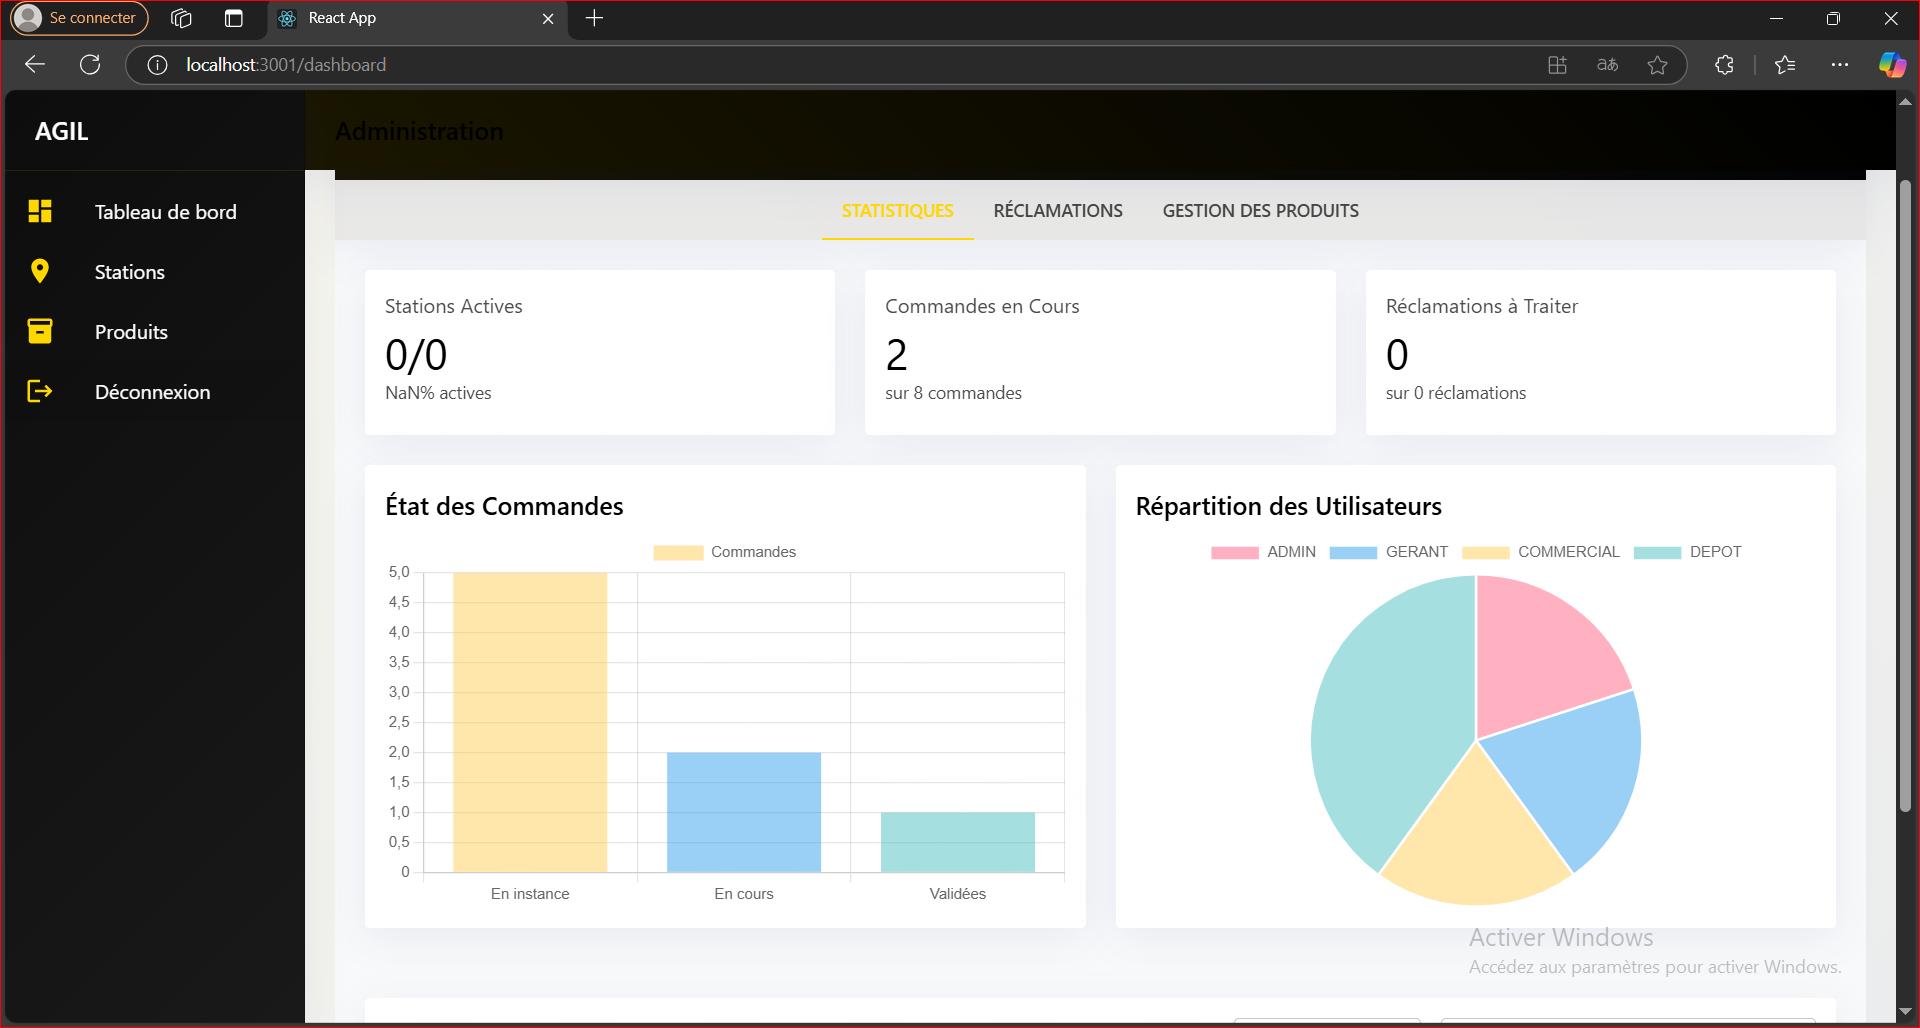 Se connecter
React App
localhost:3001/dashboard
AGIL
Administration
Tableau de bord
Stations
Produits
Déconnexion
STATISTIQUES RÉCLAMATIONS GESTION DES PRODUITS
Stations Actives
0/0
NaN% actives
Commandes en Cours
2
sur 8 commandes
Réclamations à Traiter
0
sur 0 réclamations
État des Commandes
Commandes
5,0
4,5
4,0
3,5
3,0
2,5
2,0
1,5
1,0
0,5
0
En instance En cours Validées
Répartition des Utilisateurs
ADMIN GERANT COMMERCIAL DEPOT
Activer Windows
Accédez aux paramètres pour activer Windows.